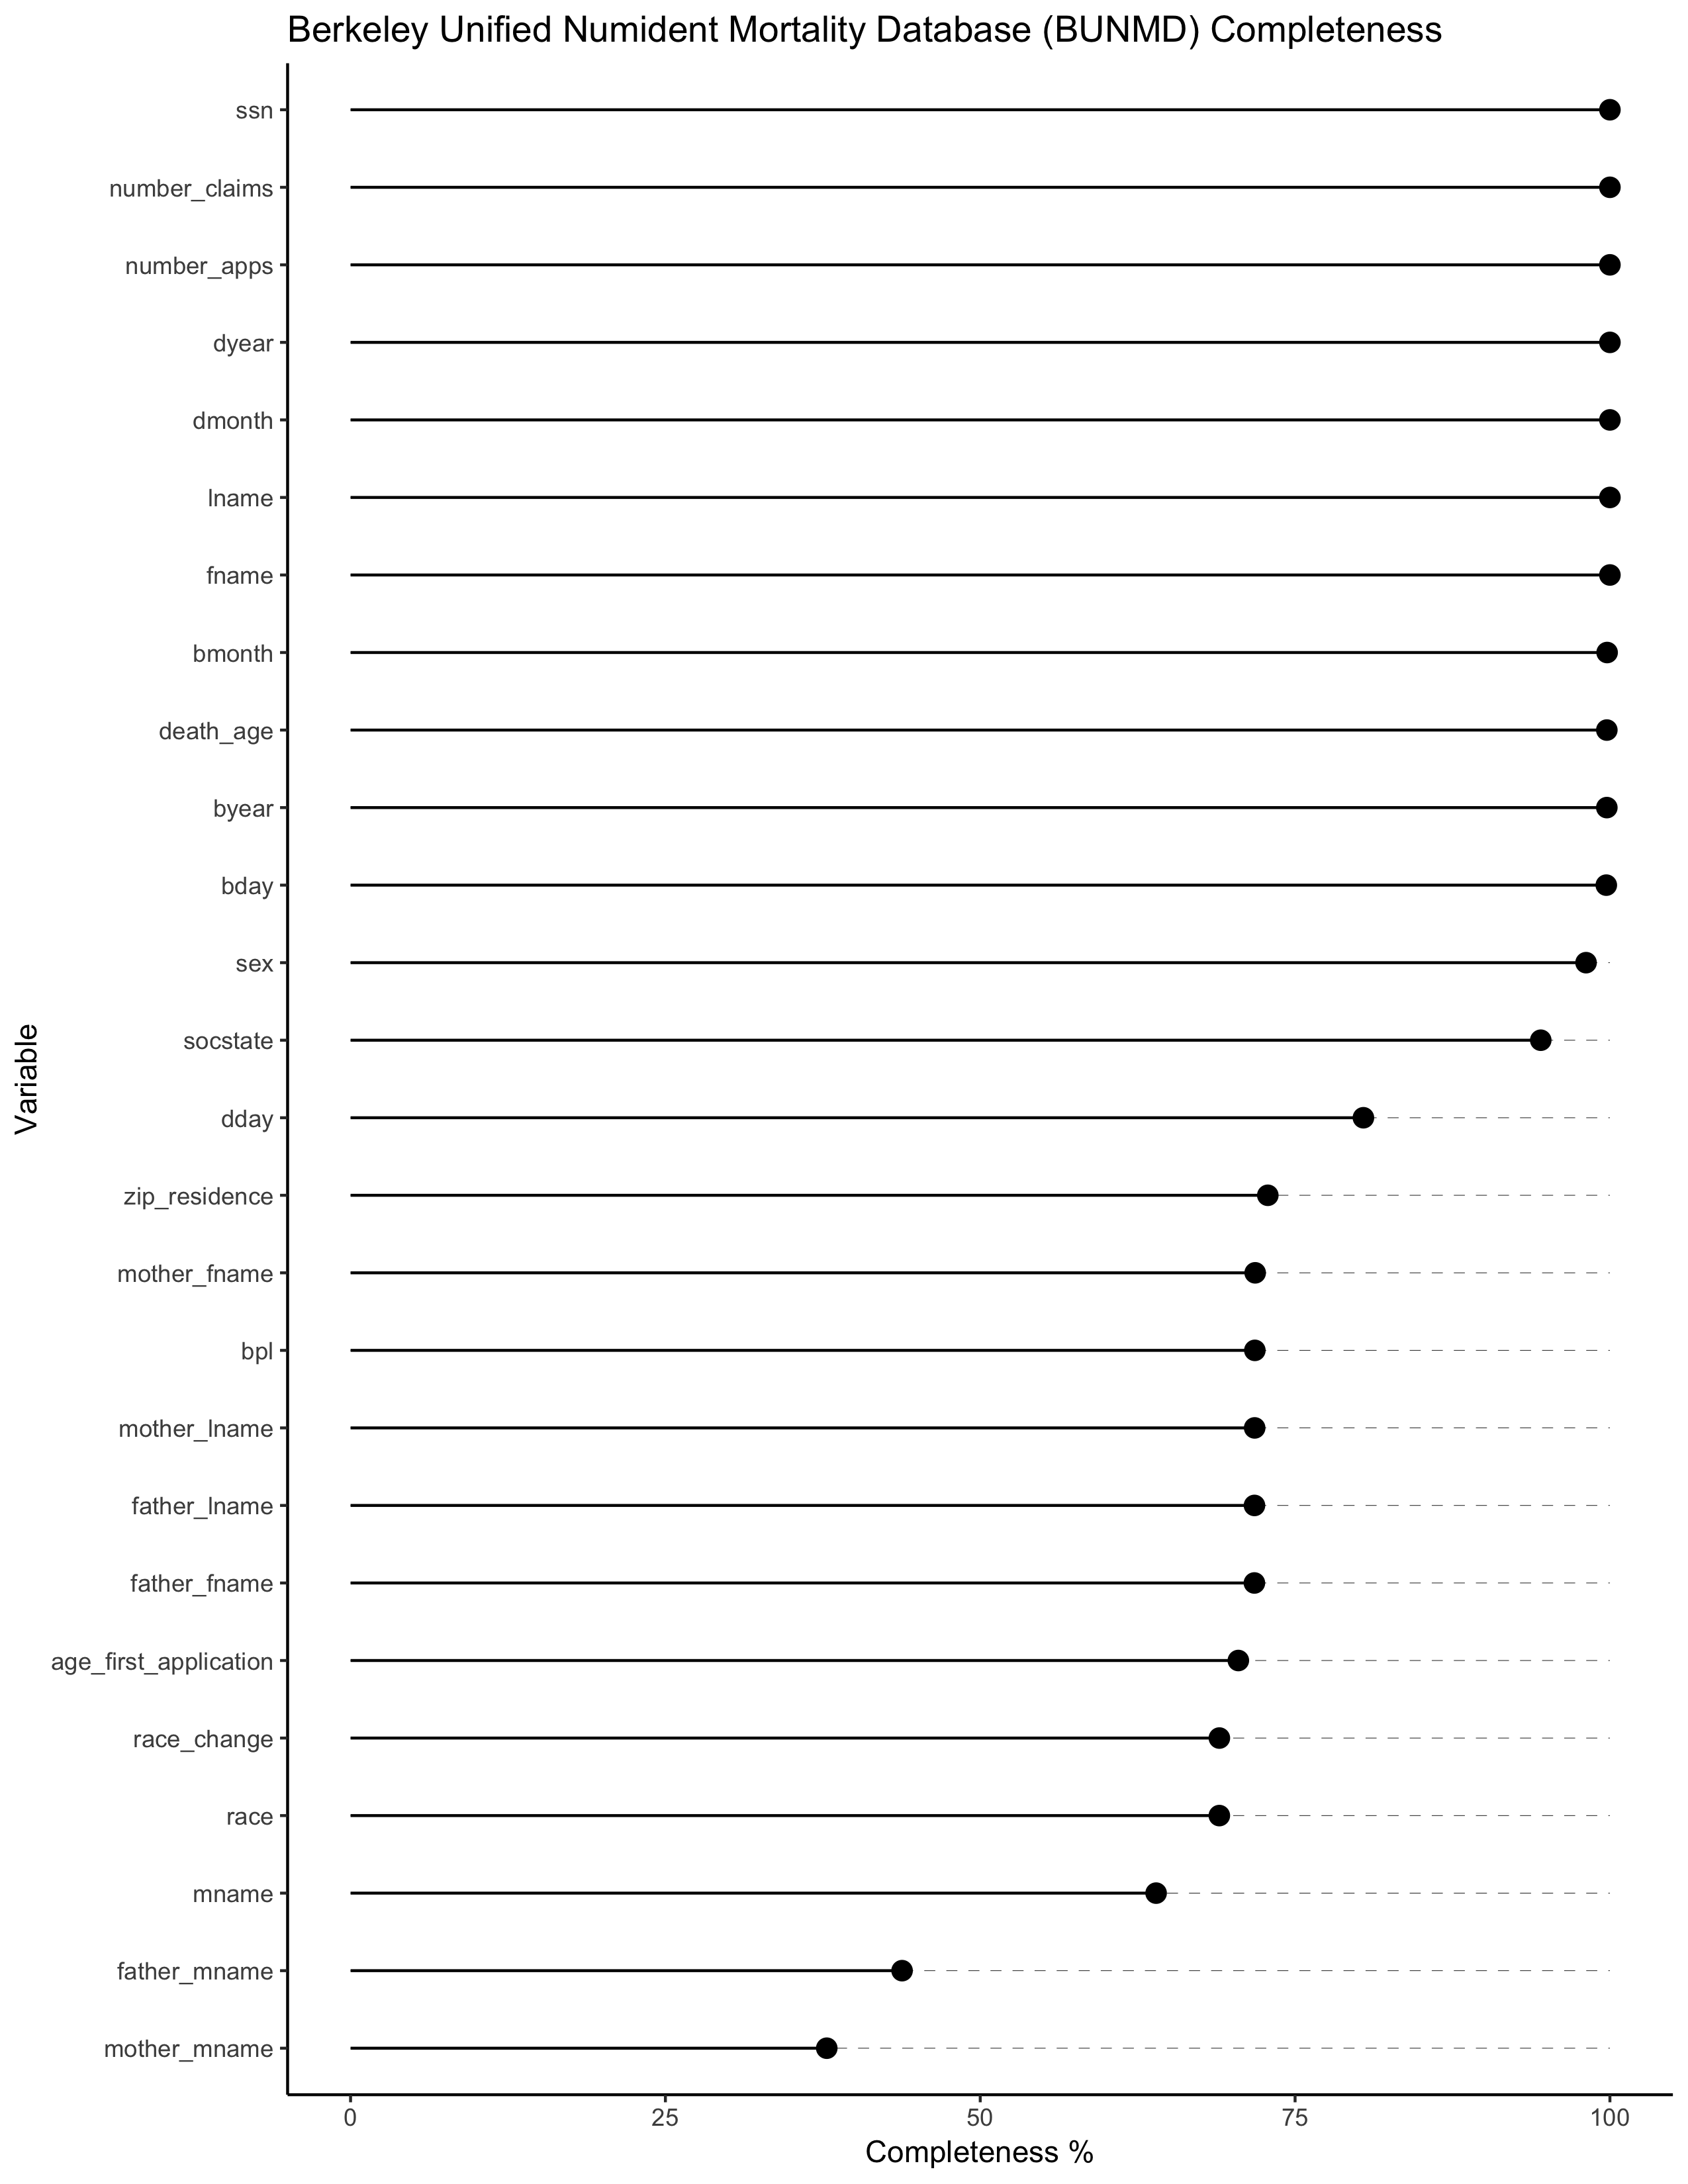 Berkeley Unified Numident Mortality Database (BUNMD) Completeness
ssn
number_claims
number_apps
dyear
dmonth
lname
fname
bmonth
death_age
byear
bday
sex
socstate
dday
zip_residence
mother_fname
bpl
mother_lname
father_lname
father_fname
age_first_application
race_change
race
mname
father_mname
mother_mname
Variable
0 25 50 75 100
Completeness %